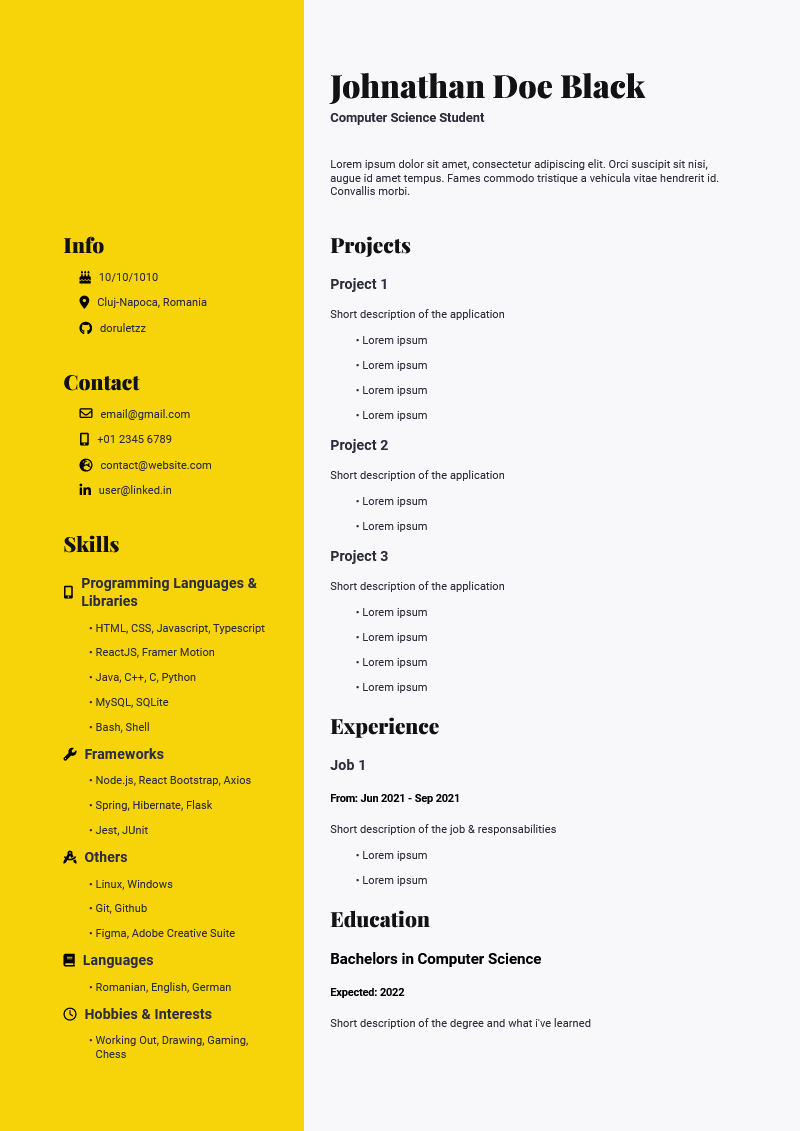 Johnathan Doe Black
Computer Science Student
Lorem ipsum dolor sit amet, consectetur adipiscing elit. Orci suscipit sit nisi,
augue id amet tempus. Fames commodo tristique a vehicula vitae hendrerit id.
Convallis morbi.
Info
10/10/1010
Cluj-Napoca, Romania
doruletzz
Contact
email@gmail.com
+01 2345 6789
contact@website.com
user@linked.in
Skills
Programming Languages &
Libraries
• HTML, CSS, Javascript, Typescript
• ReactJS, Framer Motion
• Java, C++, C, Python
• MySQL, SQLite
• Bash, Shell
Frameworks
• Node.js, React Bootstrap, Axios
• Spring, Hibernate, Flask
• Jest, JUnit
Others
• Linux, Windows
• Git, Github
• Figma, Adobe Creative Suite
Languages
• Romanian, English, German
Hobbies & Interests
• Working Out, Drawing, Gaming,
Chess
Projects
Project 1
Short description of the application
• Lorem ipsum
• Lorem ipsum
• Lorem ipsum
• Lorem ipsum
Project 2
Short description of the application
• Lorem ipsum
• Lorem ipsum
Project 3
Short description of the application
• Lorem ipsum
• Lorem ipsum
• Lorem ipsum
• Lorem ipsum
Experience
Job 1
From: Jun 2021 - Sep 2021
Short description of the job & responsabilities
• Lorem ipsum
• Lorem ipsum
Education
Bachelors in Computer Science
Expected: 2022
Short description of the degree and what i've learned